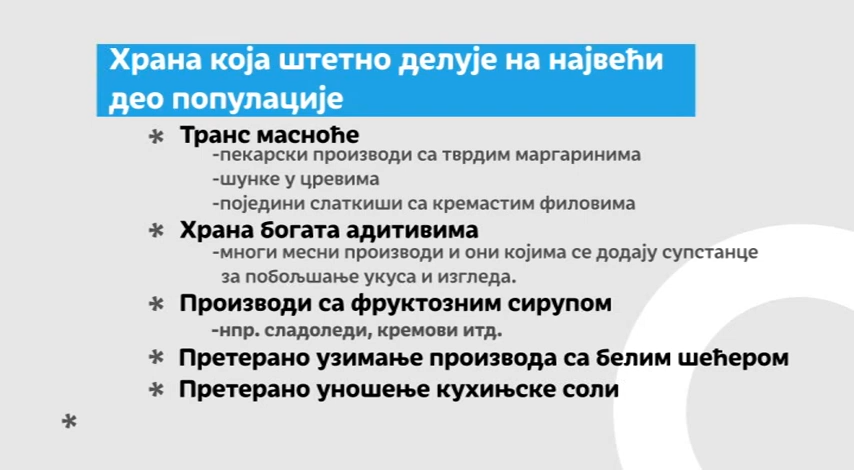 Храна која штетно делује на највећи
део популације
* Транс масноће
-пекарски производи са тврдим маргаринима
-шунке у цревима
-поједини слаткиши са кремастим филовима
* Храна богата адитивима
-многи месни производи и они којима се додају супстанце
за побољшање укуса и изгледа.
* Производи са фруктозним сирупом
-нпр. сладоледи, кремови итд.
* Претерано узимање производа са белим шећером
* Претерано уношење кухињске соли
*